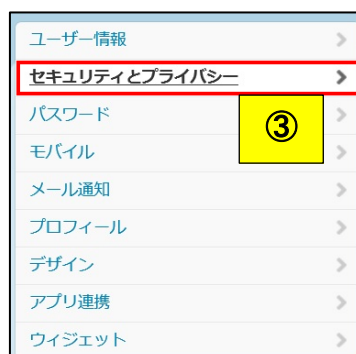 ユーザー情報
セキュリティとプライバシー
パスワード
③
モバイル
メール通知
プロフィール
デザイン
アプリ連携
ウィジェット